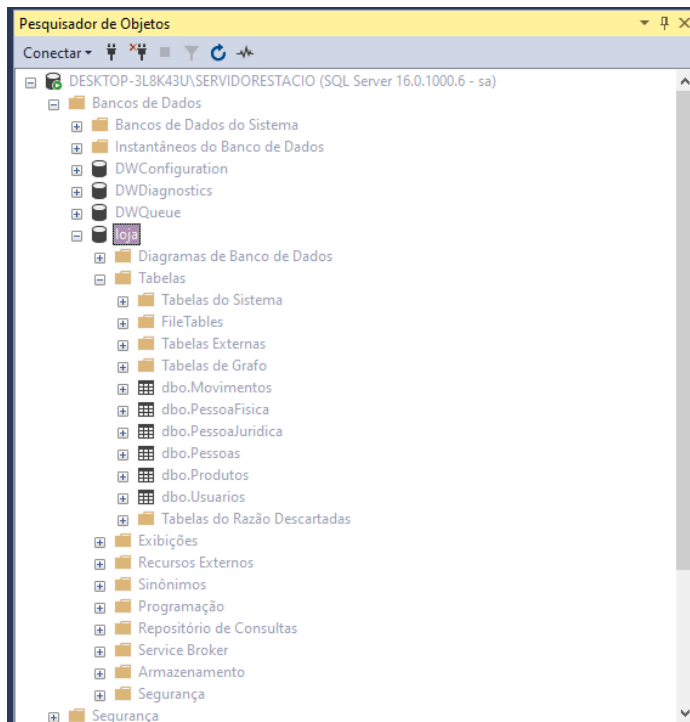 Pesquisador de Objetos
Conectar
DESKTOP-3L8K43U\SERVIDORESTACIO (SQL Server 16.0.1000.6 - sa)
Bancos de Dados
Bancos de Dados do Sistema
Instantâneos do Banco de Dados
DWConfiguration
DWDiagnostics
DWQueue
loja
Diagramas de Banco de Dados
Tabelas
Tabelas do Sistema
FileTables
Tabelas Externas
Tabelas de Grafo
dbo.Movimentos
dbo.PessoaFisica
dbo.PessoaJuridica
dbo.Pessoas
dbo.Produtos
dbo.Usuarios
Tabelas do Razão Descartadas
Exibições
Recursos Externos
Sinônimos
Programação
Repositório de Consultas
Service Broker
Armazenamento
Segurança
Segurança